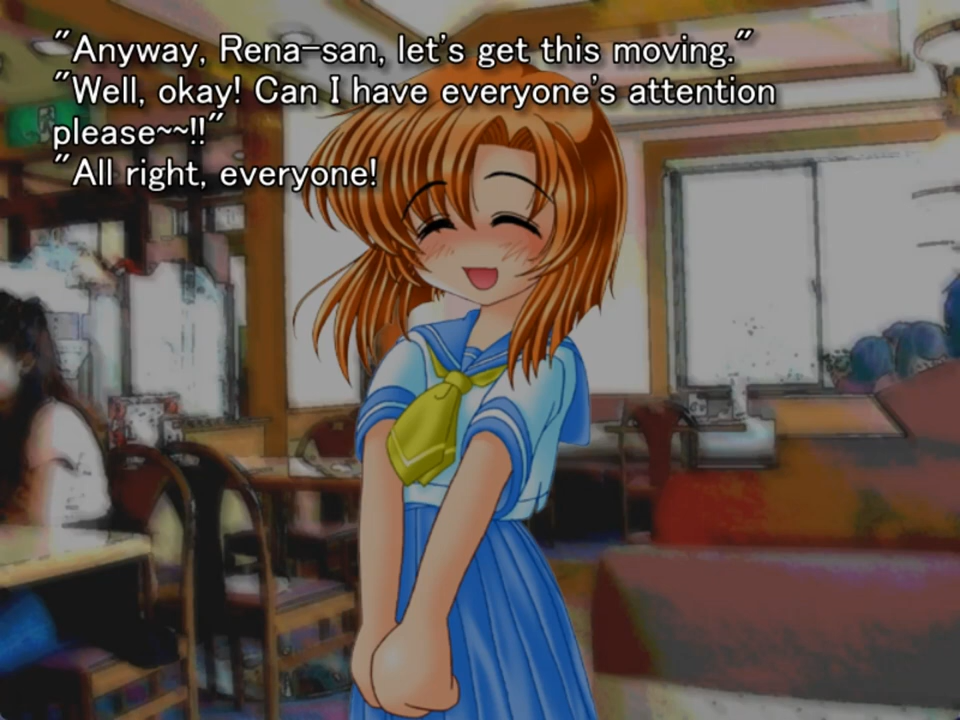 "Anyway, Rena-san, let's get this moving."
"Well, okay! Can I have everyone's attention
please~~!!"
"All right, everyone!